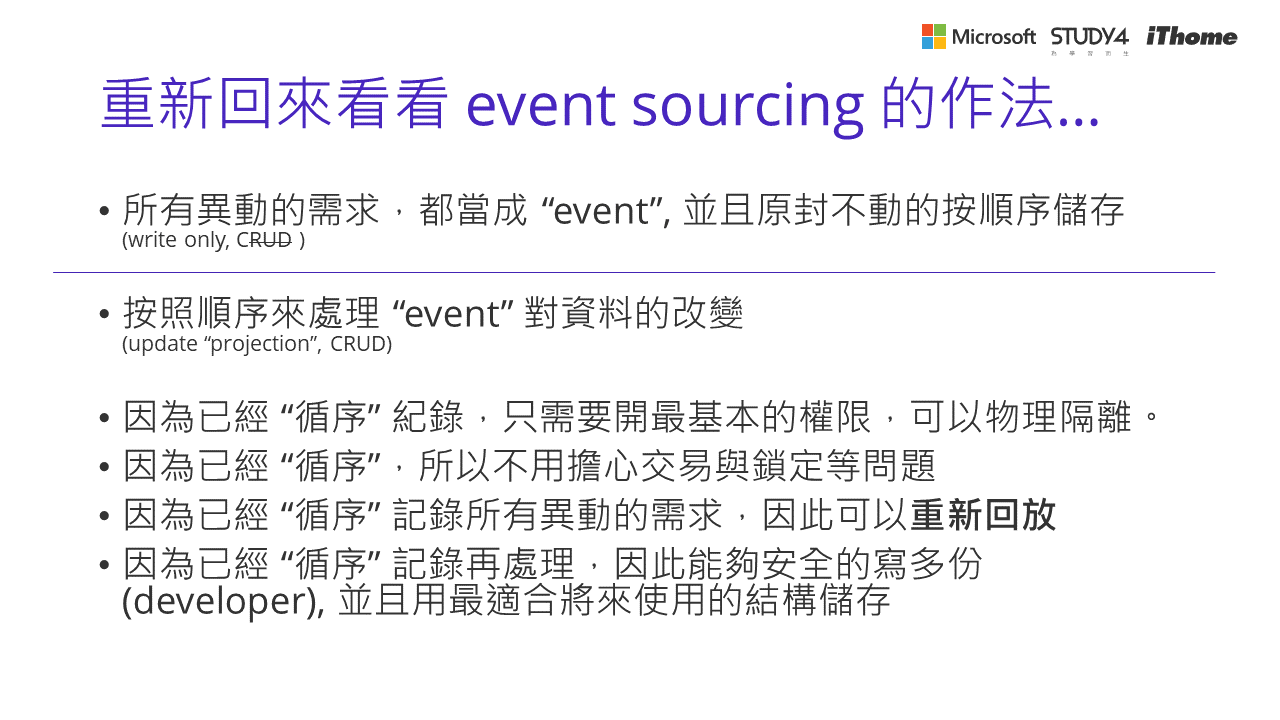 Microsoft STUDY4 iThome
為 學 習 而 生
重新回來看看 event sourcing 的作法...
• 所有異動的需求，都當成 “event”, 並且原封不動的按順序儲存
(write only, CRUD )
• 按照順序來處理 “event” 對資料的改變
(update “projection”, CRUD)
• 因為已經 “循序” 紀錄，只需要開最基本的權限，可以物理隔離。
• 因為已經 “循序”，所以不用擔心交易與鎖定等問題
• 因為已經 “循序” 記錄所有異動的需求，因此可以重新回放
• 因為已經 “循序” 記錄再處理，因此能夠安全的寫多份
(developer), 並且用最適合將來使用的結構儲存